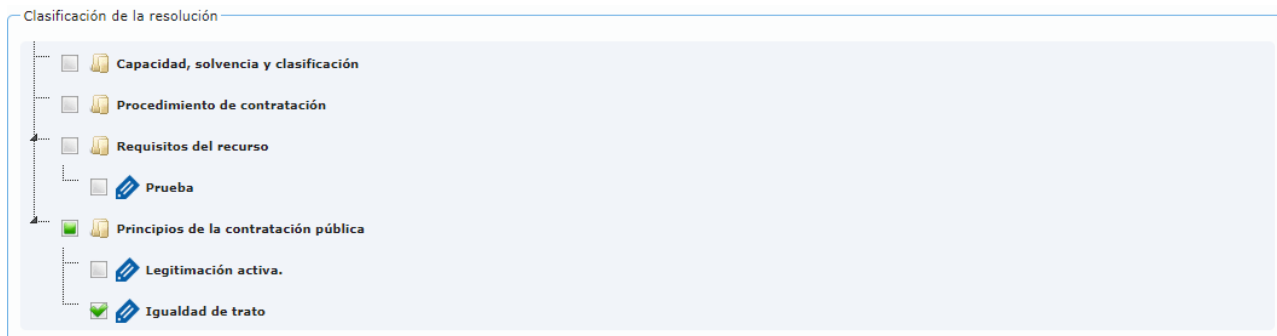 Clasificación de la resolución
Capacidad, solvencia y clasificación
Procedimiento de contratación
Requisitos del recurso
Prueba
Principios de la contratación pública
Legitimación activa.
Igualdad de trato